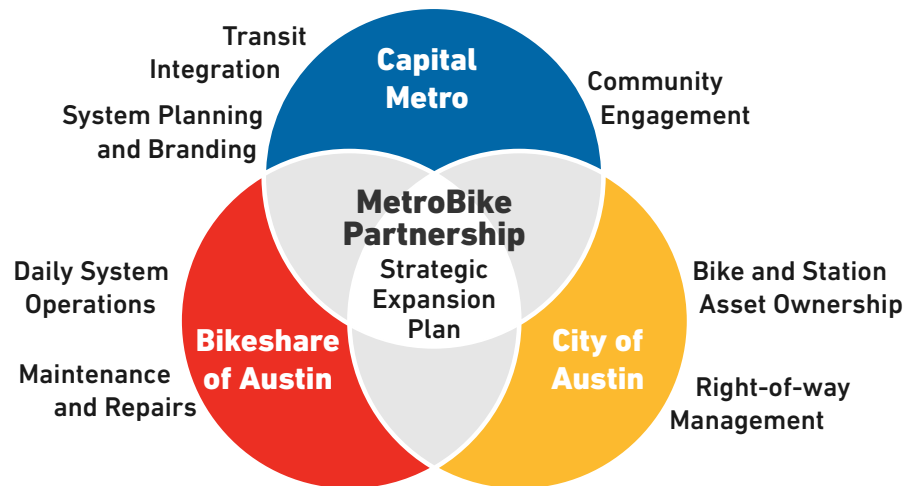 Transit
Integration
System Planning
and Branding
Capital
Metro
Community
Engagement
MetroBike
Partnership
Strategic
Expansion
Plan
Daily System
Operations
Maintenance
and Repairs
Bikeshare
of Austin
City of
Austin
Bike and Station
Asset Ownership
Right-of-way
Management